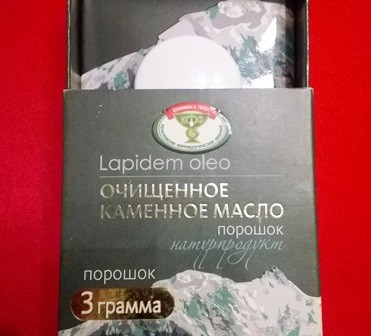 Lapidem oleo
ОЧИЩЕННОЕ
КАМЕННОЕ МАСЛО
порошок
натурпродукт
порошок
3 грамма